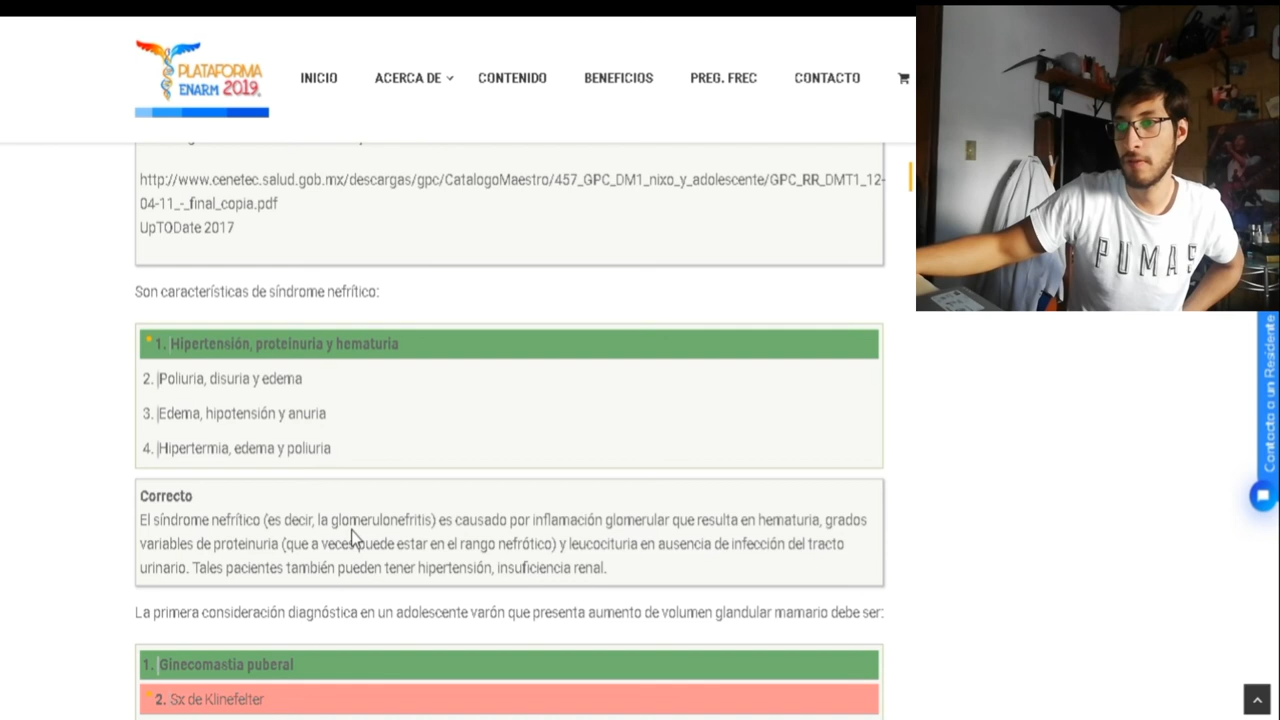 PLATAFORMA
ENARM 2019
INICIO
ACERCA DE
CONTENIDO
BENEFICIOS
PREG. FREC
CONTACTO
http://www.cenetec.salud.gob.mx/descargas/gpc/CatalogoMaestro/457_GPC_DM1_nixo_y_adolescente/GPC_RR_DMT1_12-
04-11_-_final_copia.pdf
UpTODate 2017
Son características de síndrome nefrítico:
1. Hipertensión, proteinuria y hematuria
2. Poliuria, disuria y edema
3. Edema, hipotensión y anuria
4. Hipertermia, edema y poliuria
Correcto
El síndrome nefrítico (es decir, la glomerulonefritis) es causado por inflamación glomerular que resulta en hematuria, grados
variables de proteinuria (que a veces puede estar en el rango nefrótico) y leucocituria en ausencia de infección del tracto
urinario. Tales pacientes también pueden tener hipertensión, insuficiencia renal.
La primera consideración diagnóstica en un adolescente varón que presenta aumento de volumen glandular mamario debe ser:
1. Ginecomastia puberal
2. Sx de Klinefelter
PUMAS
Contacto a un Residente